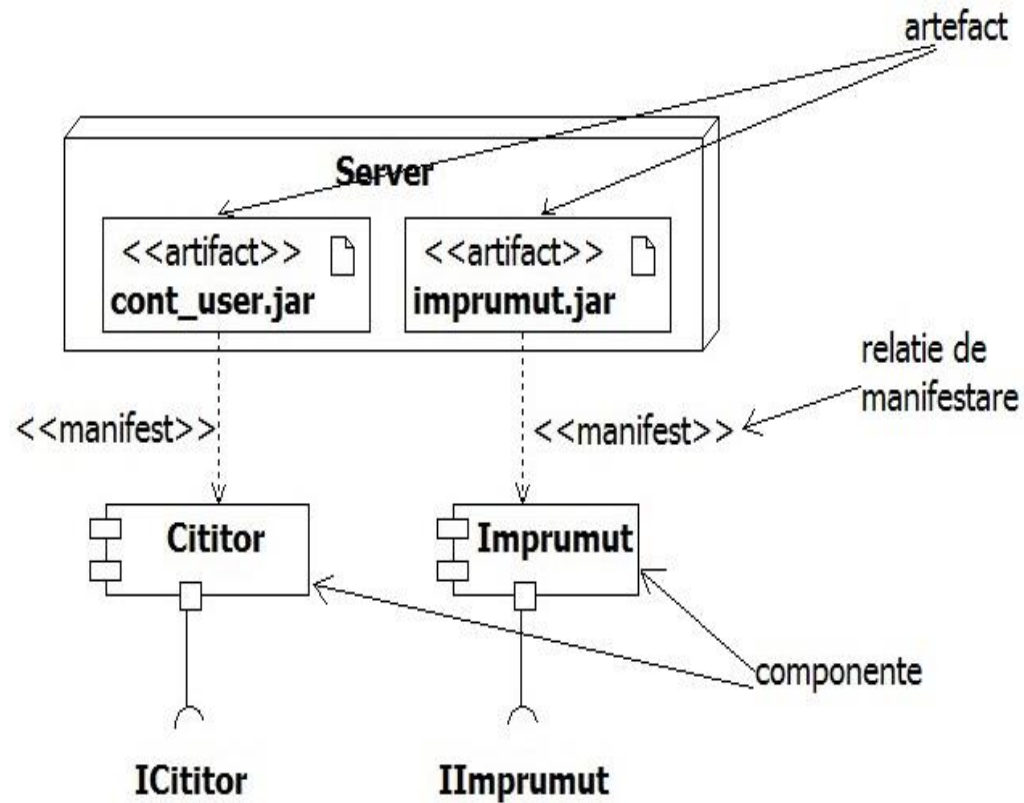 artefact
Server
<<artifact>>
cont_user.jar
<<artifact>>
imprumut.jar
relatie de
manifestare
<<manifest>>
<<manifest>>
Cititor
Imprumut
componente
ICititor
IImprumut